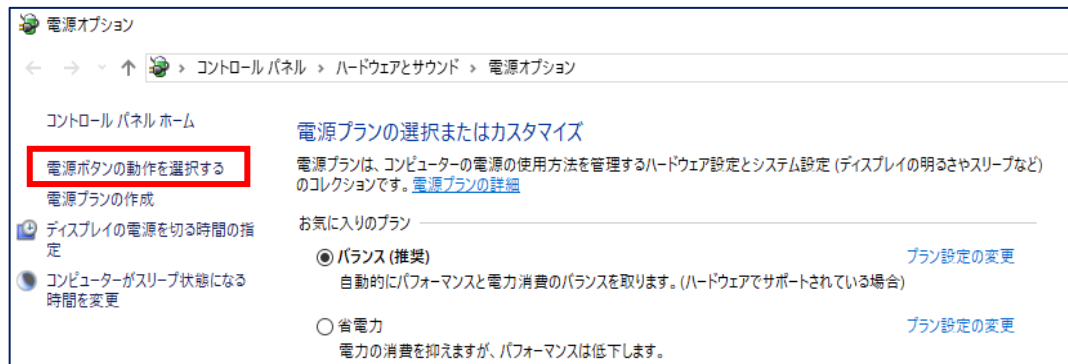 電源オプション
コントロール パネル › ハードウェアとサウンド › 電源オプション
コントロール パネル ホーム
電源ボタンの動作を選択する
電源プランの作成
ディスプレイの電源を切る時間の指
定
コンピューターがスリープ状態になる
時間を変更
電源プランの選択またはカスタマイズ
電源プランは、コンピューターの電源の使用方法を管理するハードウェア設定とシステム設定 (ディスプレイの明るさやスリープなど)
のコレクションです。電源プランの詳細
お気に入りのプラン
バランス (推奨)
プラン設定の変更
自動的にパフォーマンスと電力消費のバランスを取ります。(ハードウェアでサポートされている場合)
省電力
プラン設定の変更
電力の消費を抑えますが、パフォーマンスは低下します。